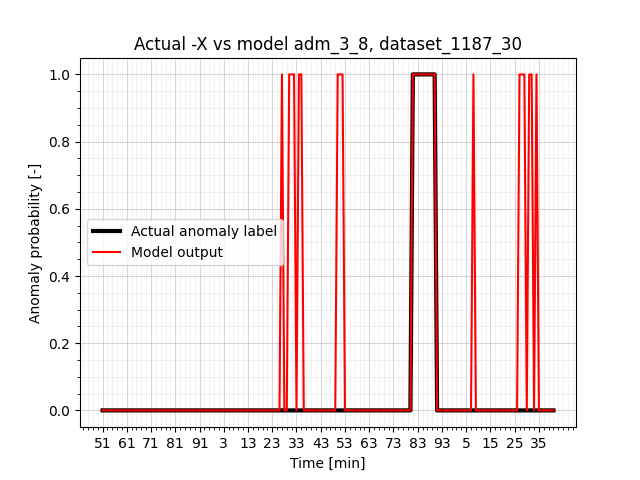 Actual -X vs model adm_3_8, dataset_1187_30
1.0
0.8
0.6
0.4
0.2
0.0
Anomaly probability [-]
Actual anomaly label
Model output
51 61 71 81 91 3 13 23 33 43 53 63 73 83 93 5 15 25 35
Time [min]